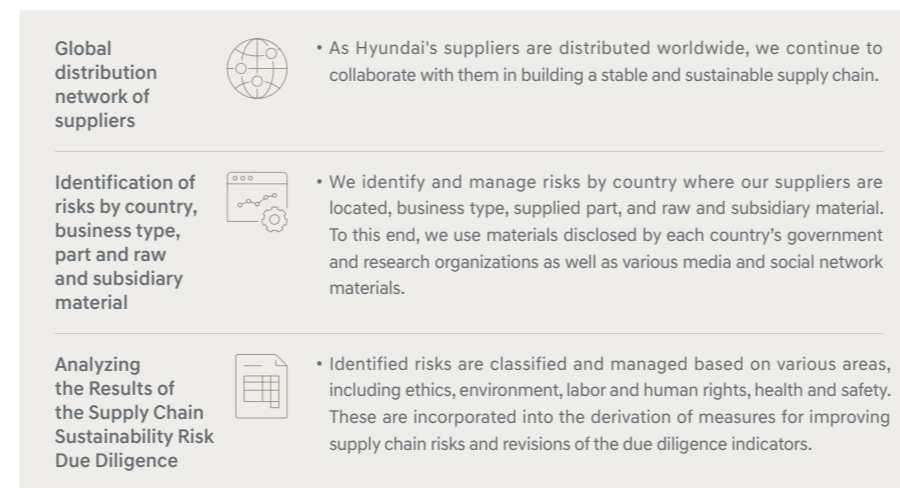 Global
distribution
network of
suppliers
• As Hyundai's suppliers are distributed worldwide, we continue to
collaborate with them in building a stable and sustainable supply chain.
Identification of
risks by country,
business type,
part and raw
and subsidiary
material
• We identify and manage risks by country where our suppliers are
located, business type, supplied part, and raw and subsidiary material.
To this end, we use materials disclosed by each country's government
and research organizations as well as various media and social network
materials.
Analyzing
the Results of
the Supply Chain
Sustainability Risk
Due Diligence
• Identified risks are classified and managed based on various areas,
including ethics, environment, labor and human rights, health and safety.
These are incorporated into the derivation of measures for improving
supply chain risks and revisions of the due diligence indicators.